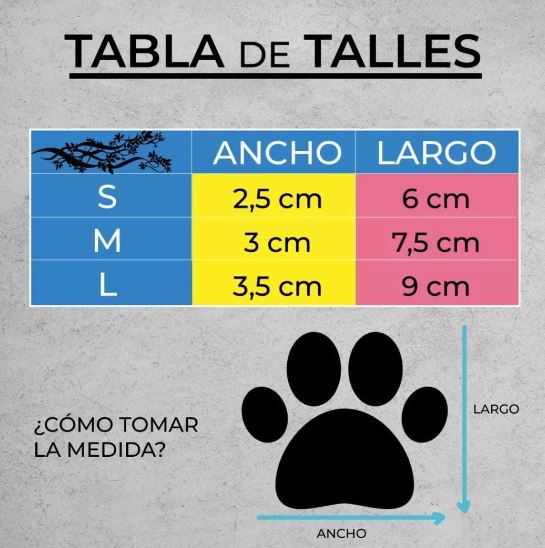 TABLA DE TALLES
ANCHO LARGO
S 2,5 cm 6 cm
M 3 cm 7,5 cm
L 3,5 cm 9 cm
LARGO
¿CÓMO TOMAR
LA MEDIDA?
ANCHO